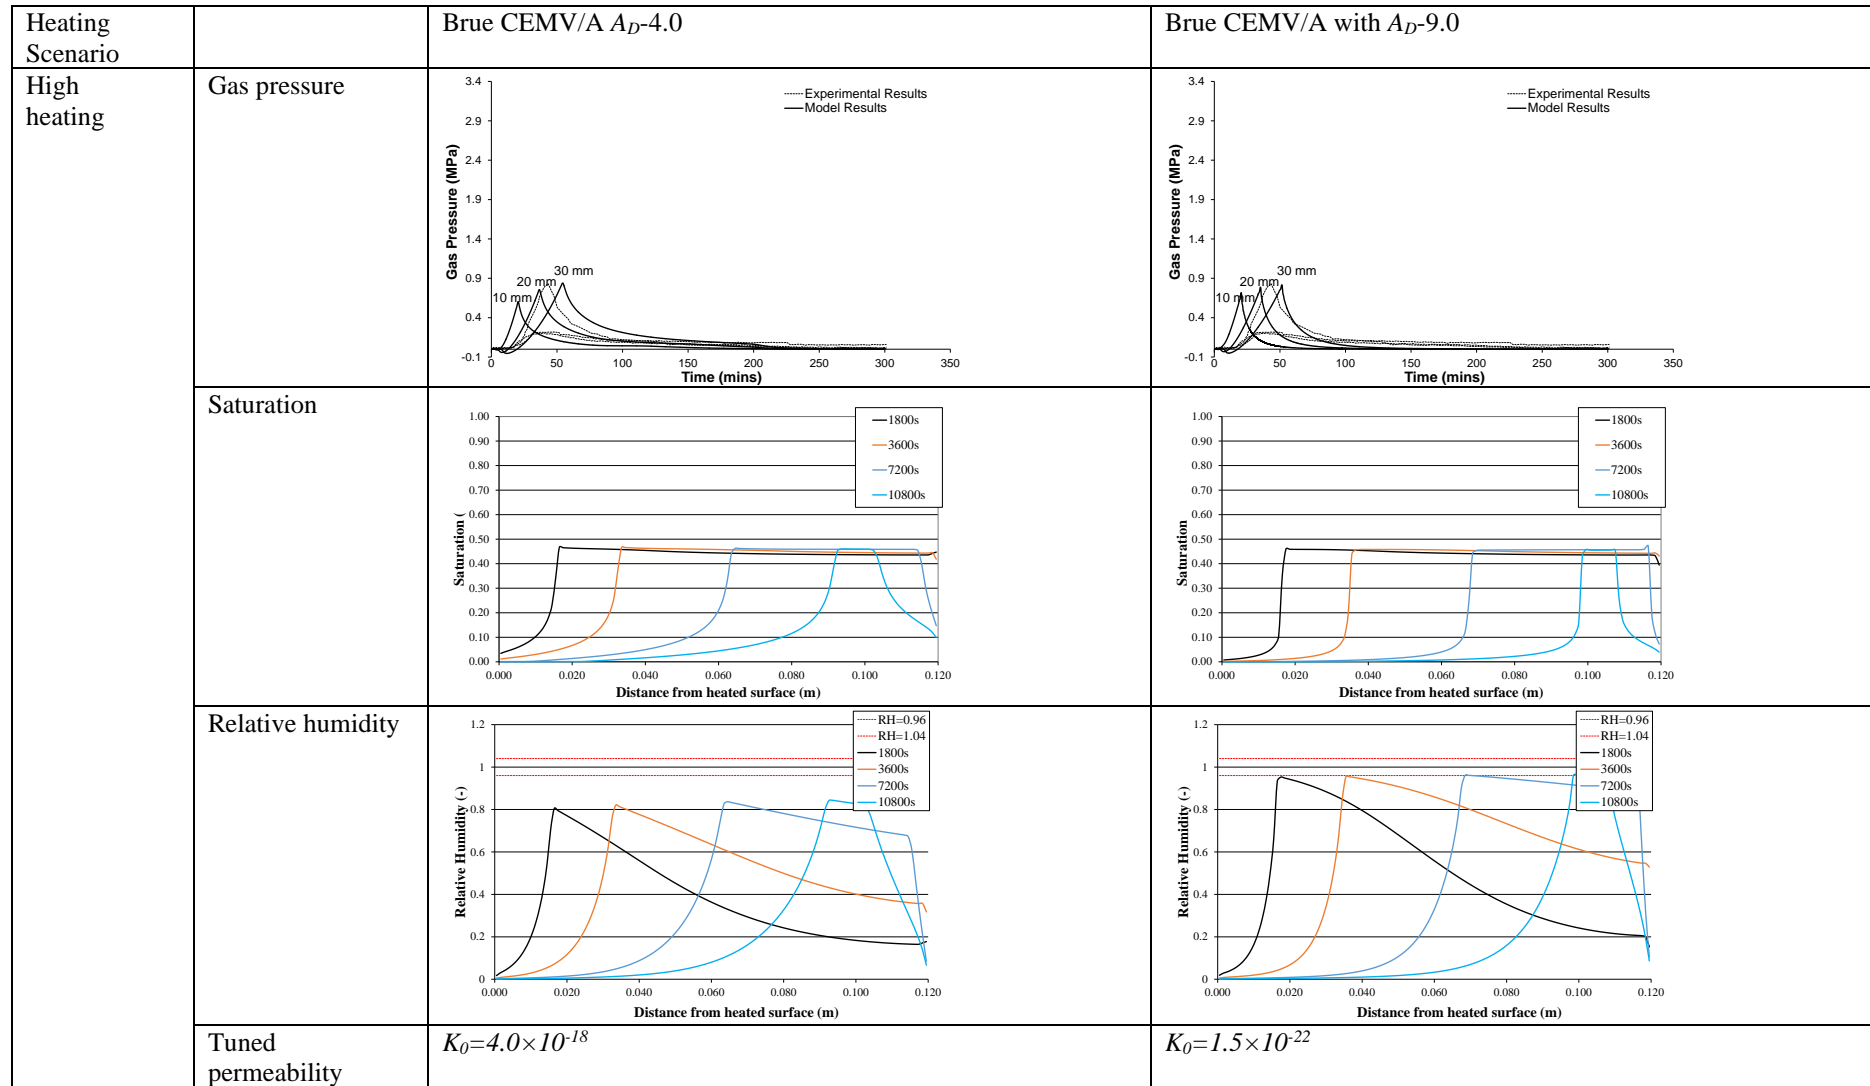 Heating Scenario
Brue CEMV/A A_D-4.0
Brue CEMV/A with A_D-9.0
High heating
Gas pressure
3.4
2.9
2.4
1.9
1.4
0.9
0.4
-0.1
Gas Pressure (MPa)
Experimental Results
Model Results
10 mm
20 mm
30 mm
0 50 100 150 200 250 300 350
Time (mins)
3.4
2.9
2.4
1.9
1.4
0.9
0.4
-0.1
Gas Pressure (MPa)
Experimental Results
Model Results
10 mm
20 mm
30 mm
0 50 100 150 200 250 300 350
Time (mins)
Saturation
1.00
0.90
0.80
0.70
0.60
0.50
0.40
0.30
0.20
0.10
0.00
Saturation (
1800s
3600s
7200s
10800s
0.000 0.020 0.040 0.060 0.080 0.100 0.120
Distance from heated surface (m)
1.00
0.90
0.80
0.70
0.60
0.50
0.40
0.30
0.20
0.10
0.00
Saturation
1800s
3600s
7200s
10800s
0.000 0.020 0.040 0.060 0.080 0.100 0.120
Distance from heated surface (m)
Relative humidity
1.2
1
0.8
0.6
0.4
0.2
0
Relative Humidity (-)
RH=0.96
RH=1.04
1800s
3600s
7200s
10800s
0.000 0.020 0.040 0.060 0.080 0.100 0.120
Distance from heated surface (m)
1.2
1
0.8
0.6
0.4
0.2
0
Relative Humidity (-)
RH=0.96
RH=1.04
1800s
3600s
7200s
10800s
0.000 0.020 0.040 0.060 0.080 0.100 0.120
Distance from heated surface (m)
Tuned permeability
K₀=4.0×10⁻¹⁸
K₀=1.5×10⁻²²